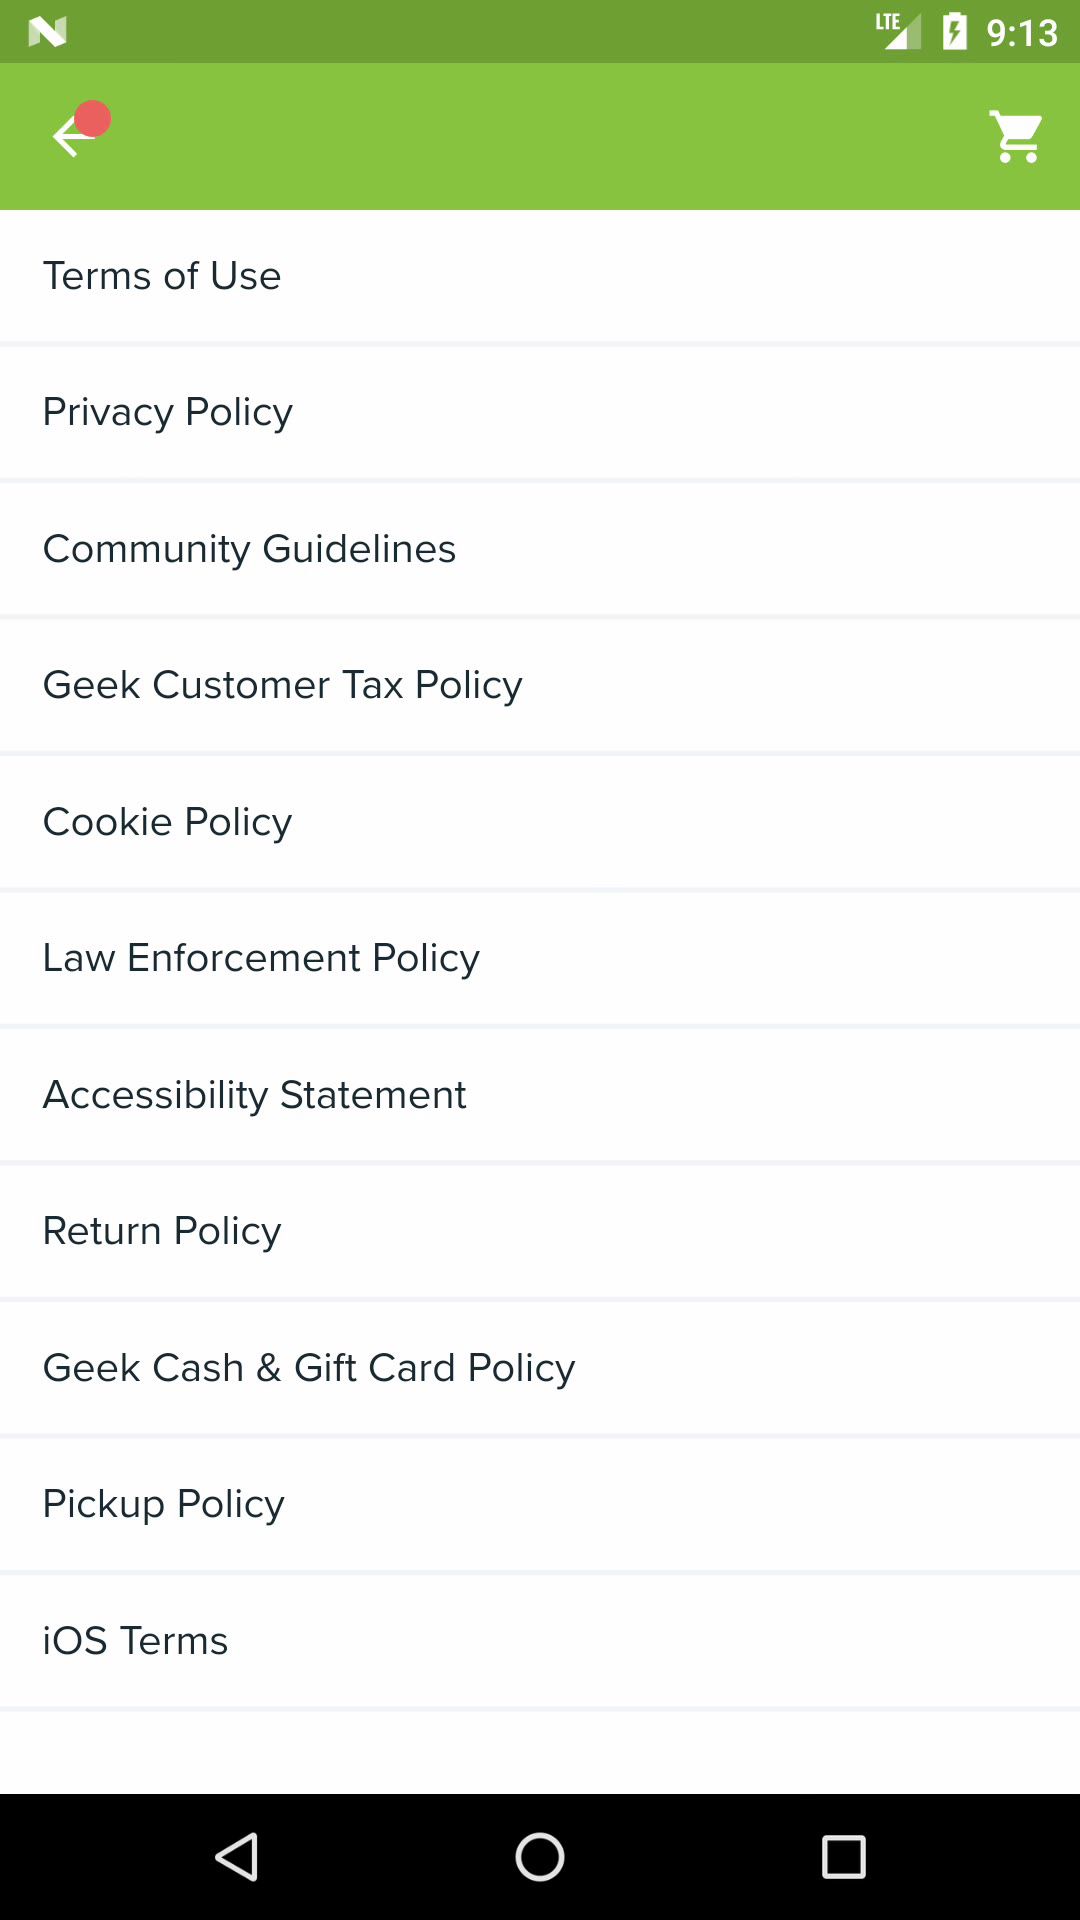 LTE 9:13
Terms of Use
Privacy Policy
Community Guidelines
Geek Customer Tax Policy
Cookie Policy
Law Enforcement Policy
Accessibility Statement
Return Policy
Geek Cash & Gift Card Policy
Pickup Policy
iOS Terms